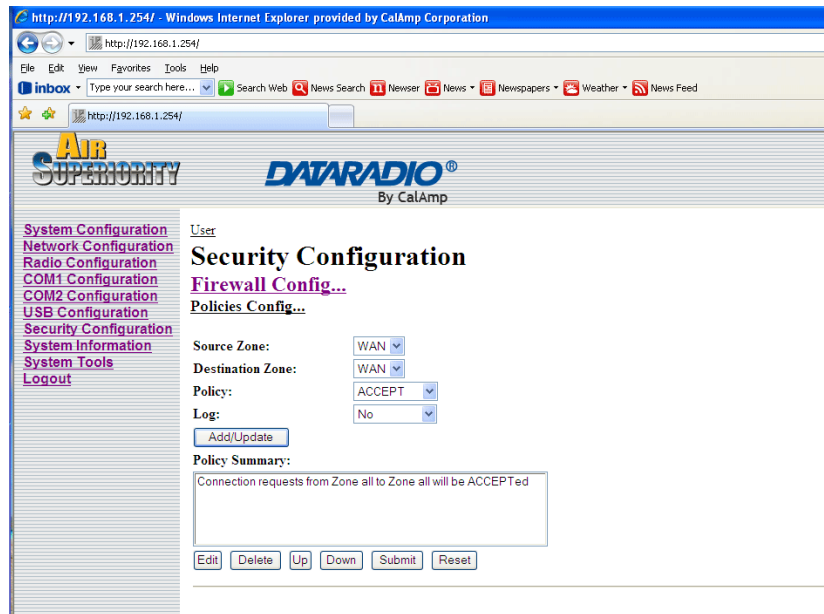 http://192.168.1.254/ - Windows Internet Explorer provided by CalAmp Corporation
http://192.168.1.254/
File Edit View Favorites Tools Help
inbox Type your search here... Search Web News Search Newser News Newspapers Weather News Feed
http://192.168.1.254/
AIR SUPERIORITY
DATARADIO®
By CalAmp
System Configuration
Network Configuration
Radio Configuration
COM1 Configuration
COM2 Configuration
USB Configuration
Security Configuration
System Information
System Tools
Logout
User
Security Configuration
Firewall Config...
Policies Config...
Source Zone: WAN
Destination Zone: WAN
Policy: ACCEPT
Log: No
Add/Update
Policy Summary:
Connection requests from Zone all to Zone all will be ACCEPTed
Edit Delete Up Down Submit Reset